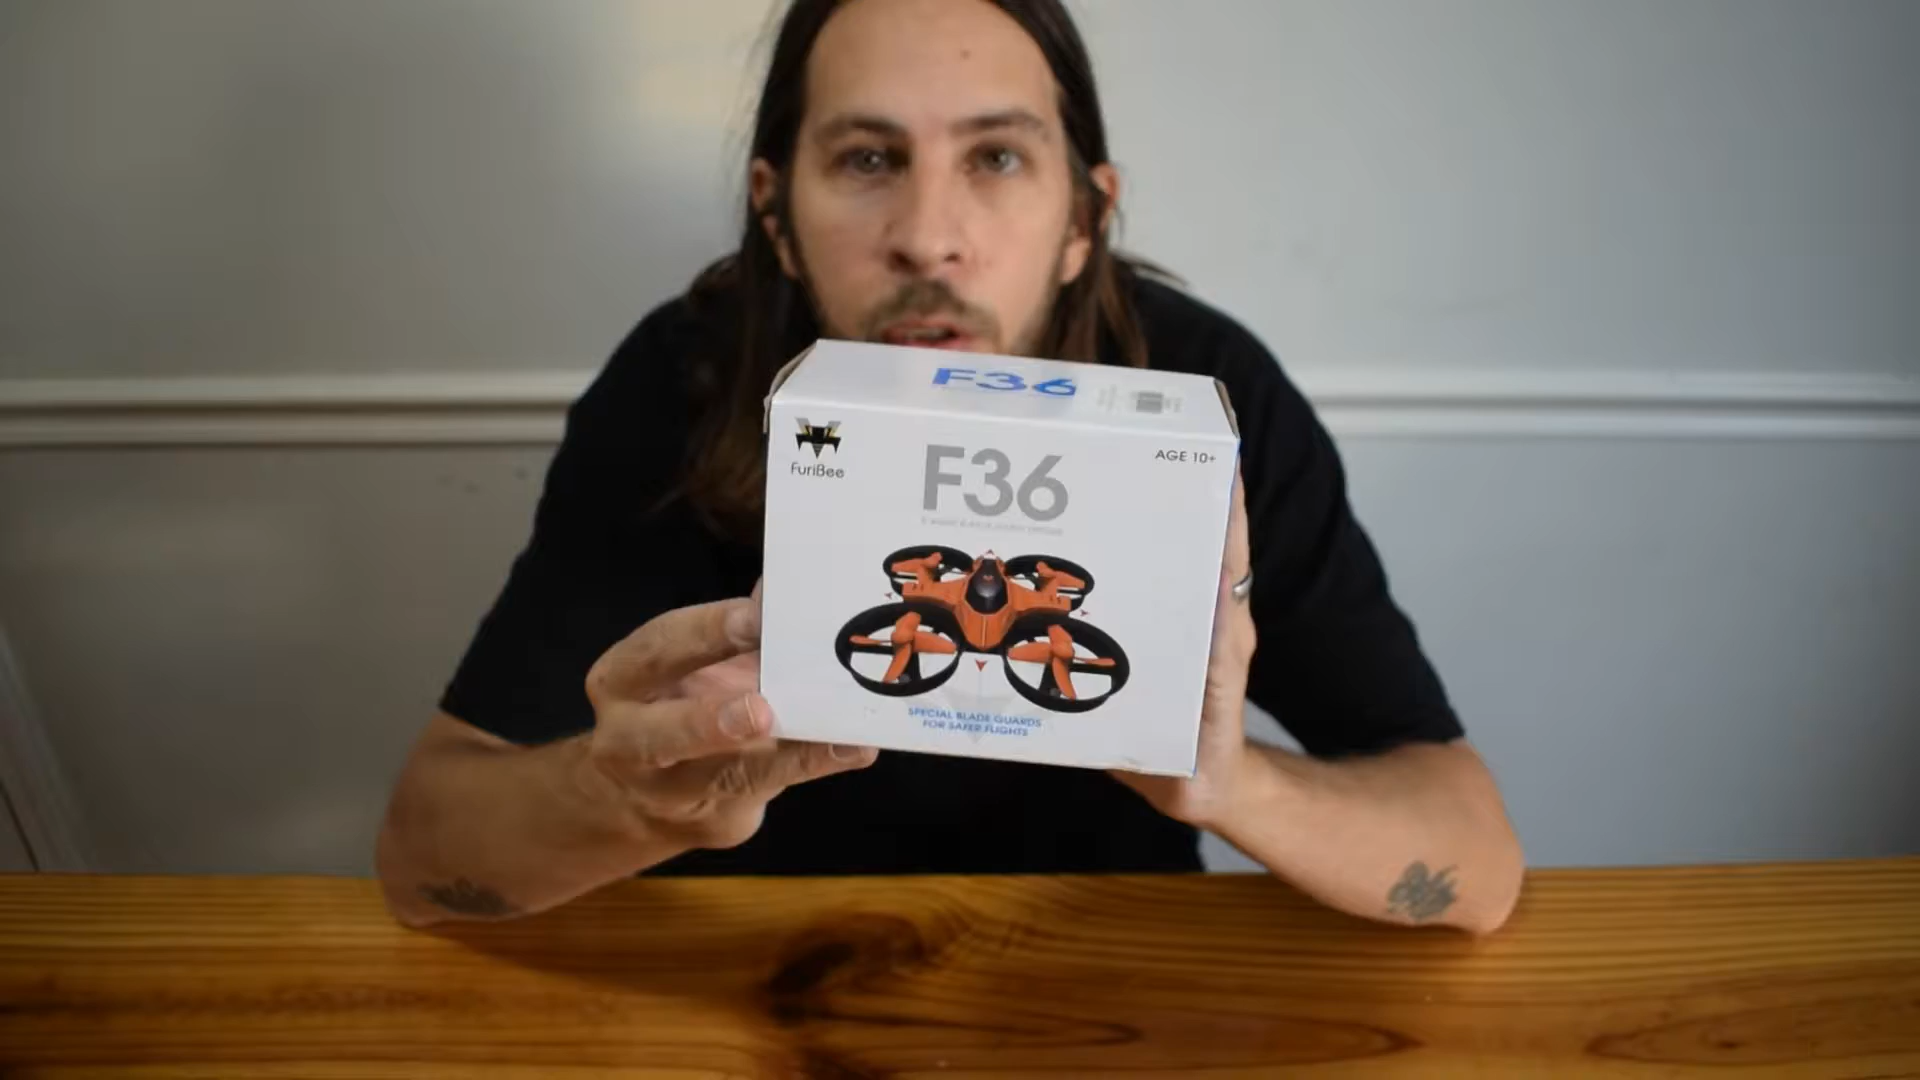 F36
FuriBee
F36
AGE 10+
SPECIAL BLADE GUARDS
FOR SAFER FLIGHTS